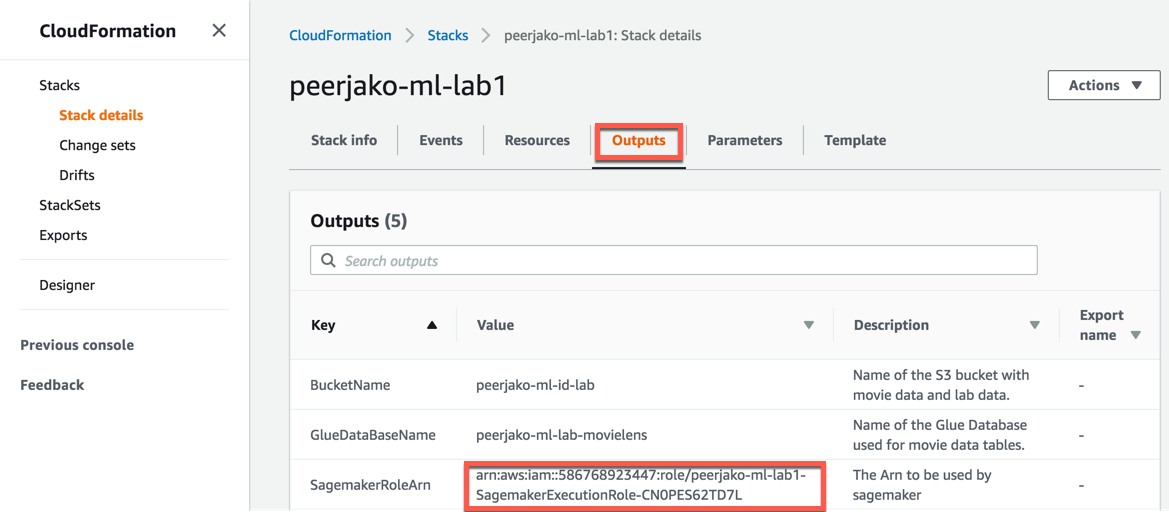 CloudFormation
Stacks
Stack details
Change sets
Drifts
StackSets
Exports
Designer
Previous console
Feedback
CloudFormation > Stacks > peerjako-ml-lab1: Stack details
peerjako-ml-lab1
Actions
Stack info Events Resources Outputs Parameters Template
Outputs (5)
Search outputs
Key Value Description Export name
BucketName peerjako-ml-id-lab Name of the S3 bucket with
movie data and lab data. -
GlueDataBaseName peerjako-ml-lab-movielens Name of the Glue Database
used for movie data tables. -
SagemakerRoleArn arn:aws:iam::586768923447:role/peerjako-ml-lab1-
SagemakerExecutionRole-CN0PES62TD7L The Arn to be used by
sagemaker -